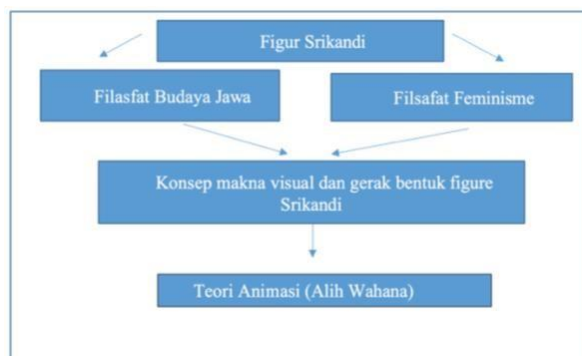 Figur Srikandi
Filasfat Budaya Jawa
Filsafat Feminisme
Konsep makna visual dan gerak bentuk figure
Srikandi
Teori Animasi (Alih Wahana)